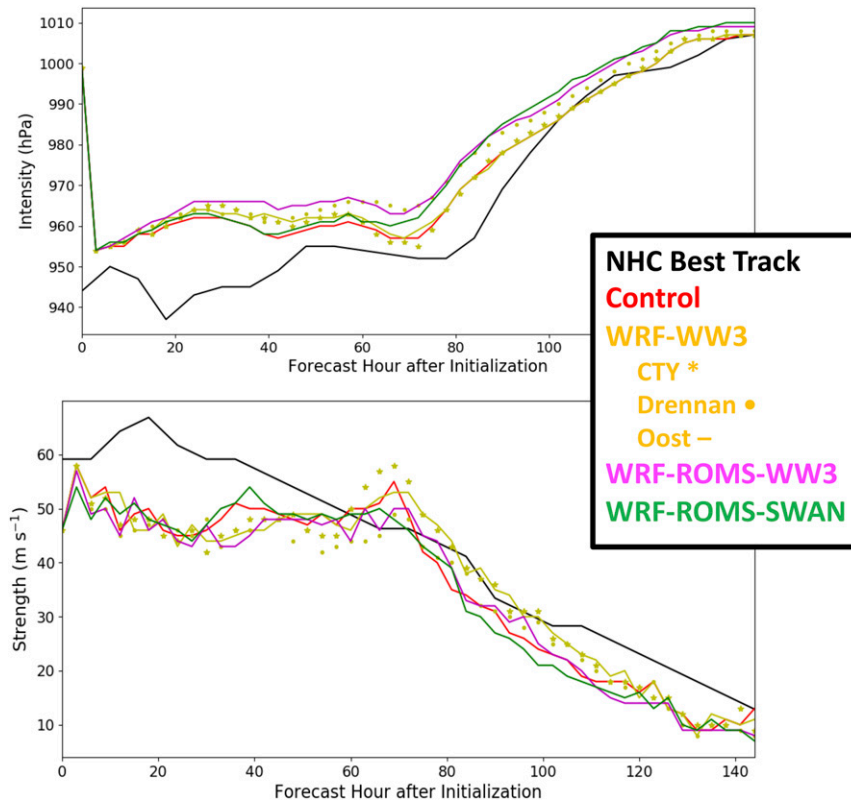 1010
1000
990
980
970
960
950
940
Intensity (hPa)
0
20
40
60
80
100
Forecast Hour after Initialization
NHC Best Track
Control
WRF-WW3
CTY *
Drennan •
Oost –
WRF-ROMS-WW3
WRF-ROMS-SWAN
60
50
40
30
20
10
Strength (m s⁻¹)
0
20
40
60
80
100
120
140
Forecast Hour after Initialization